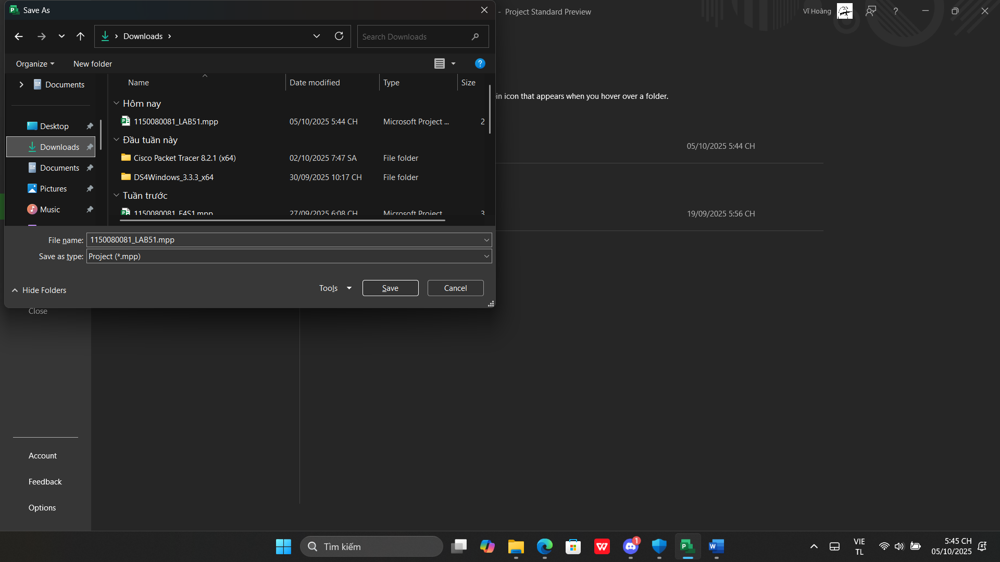 Save As
- Project Standard Preview
Vĩ Hoàng
?
Downloads
Search Downloads
Organize
New folder
?
Documents
Name
Date modified
Type
Size
in icon that appears when you hover over a folder.
Hôm nay
1150080081_LAB51.mpp
05/10/2025 5:44 CH
Microsoft Project ...
2
Desktop
Đầu tuần này
Downloads
05/10/2025 5:44 CH
Cisco Packet Tracer 8.2.1 (x64)
02/10/2025 7:47 SA
File folder
Documents
DS4Windows_3.3.3_x64
30/09/2025 10:17 CH
File folder
Pictures
Tuần trước
Music
1150080081_F4S1.mpp
27/09/2025 6:08 CH
Microsoft Project
3
19/09/2025 5:56 CH
File name:
1150080081_LAB51.mpp
Save as type:
Project (*.mpp)
Hide Folders
Tools
Save
Cancel
Close
Account
Feedback
Options
Tìm kiếm
1
VIE
TL
5:45 CH
05/10/2025